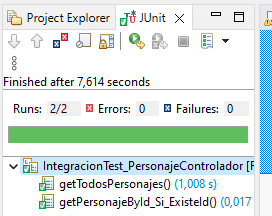 Project Explorer JUnit
Finished after 7,614 seconds
Runs: 2/2 Errors: 0 Failures: 0
IntegracionTest_PersonajeControlador [F
getTodosPersonajes() (1,008 s)
getPersonajeById_Si_ExisteId() (0,017